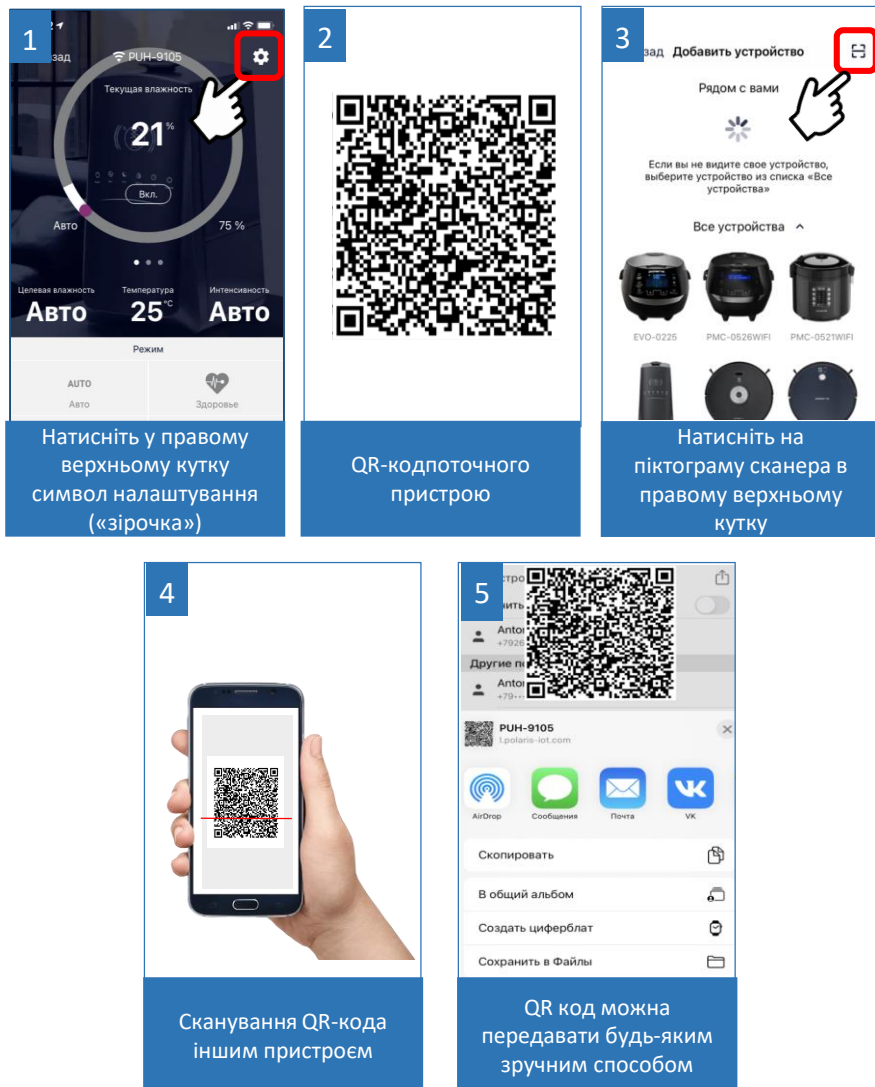 1
зад
PUH-9105
Текущая влажность
21%
Вкл.
Авто
75 %
Целевая влажность
Температура
Интенсивность
Авто
25°C
Авто
Режим
AUTO
Авто
Здоровье
Натисніть у правому
верхньому кутку
символ налаштування
(«зірочка»)
2
QR-кодпоточного
пристрою
3
зад
Добавить устройство
Рядом с вами
Если вы не видите свое устройство,
выберите устройство из списка «Все
устройства»
Все устройства
EVO-0225
PMC-0526WIFI
PMC-0521WIFI
Натисніть на
піктограму сканера в
правому верхньому
кутку
4
Сканування QR-кода
іншим пристроєм
5
Другие
PUH-9105
l.polaris-iot.com
AirDrop
Сообщения
Почта
VK
Скопировать
В общий альбом
Создать циферблат
Сохранить в Файлы
QR код можна
передавати будь-яким
зручним способом